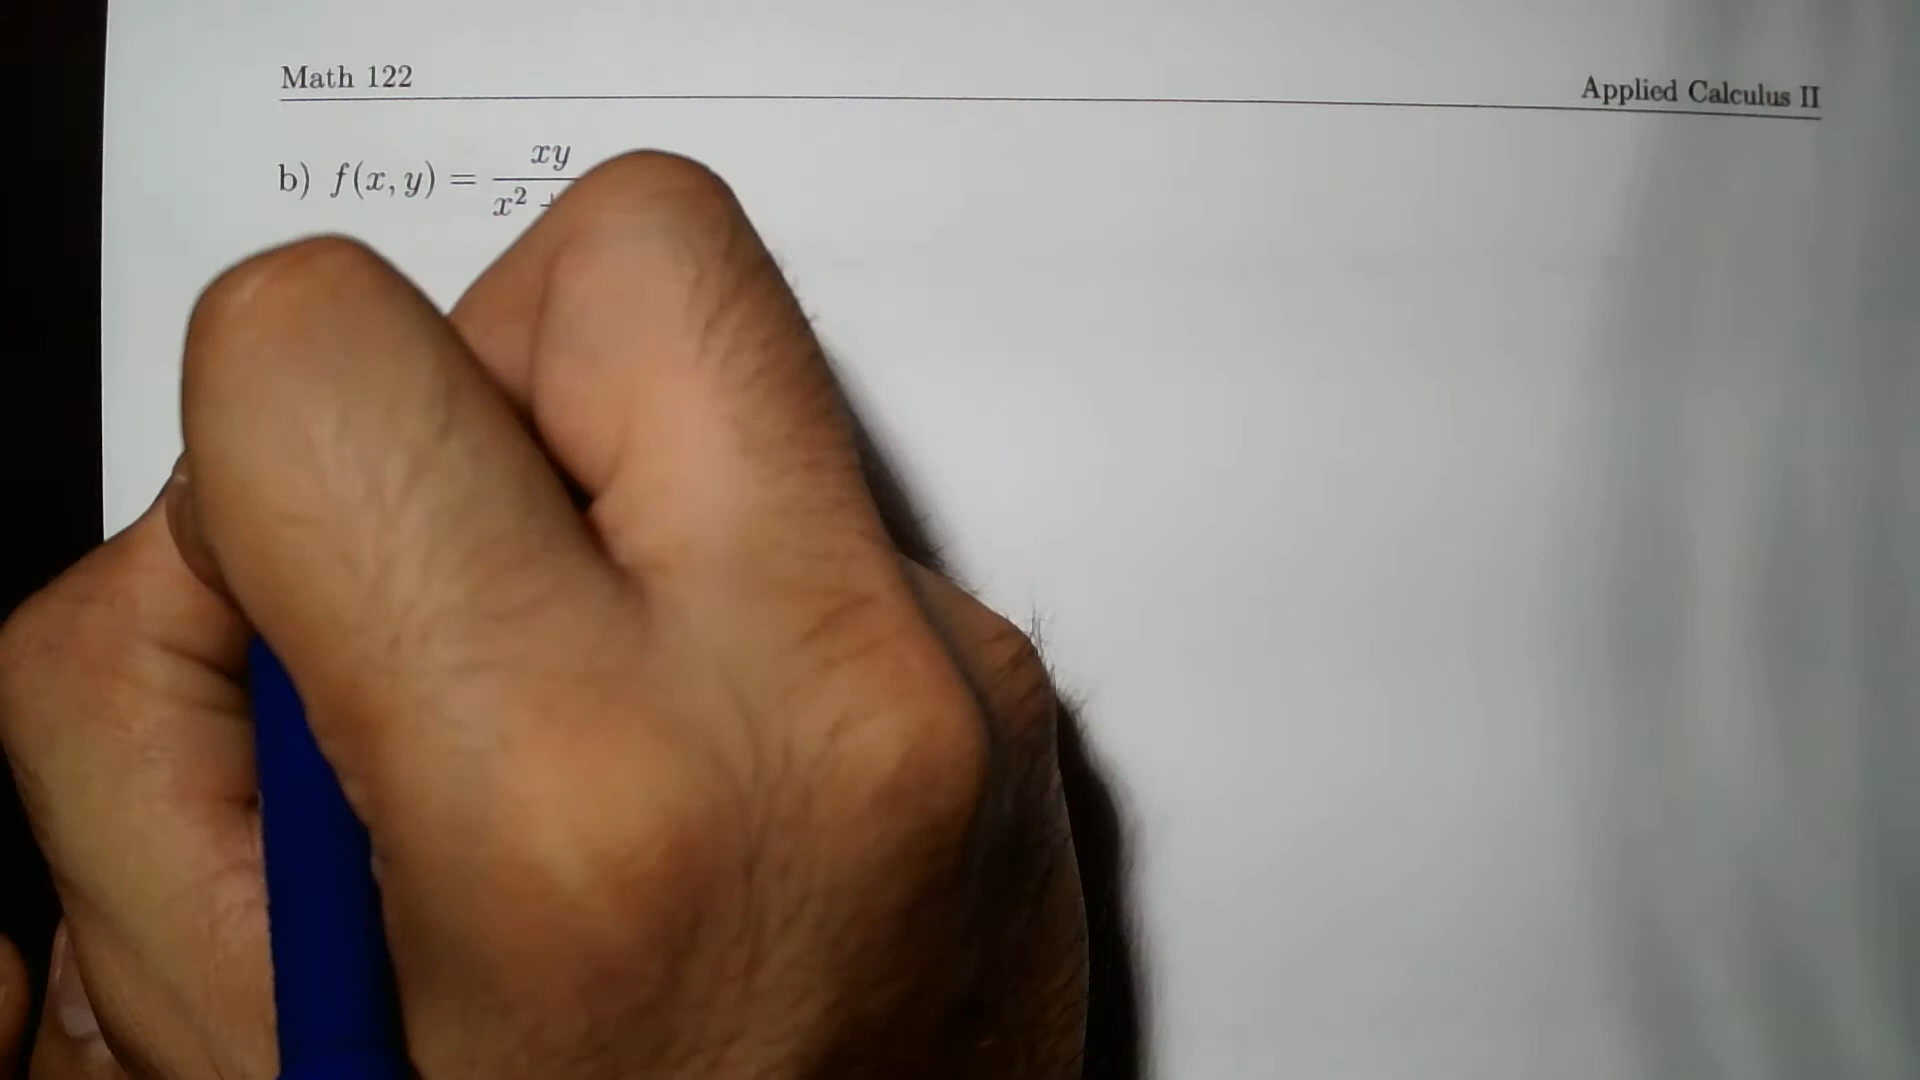 Math 122
Applied Calculus II
b) f(x, y) = xy / x² +